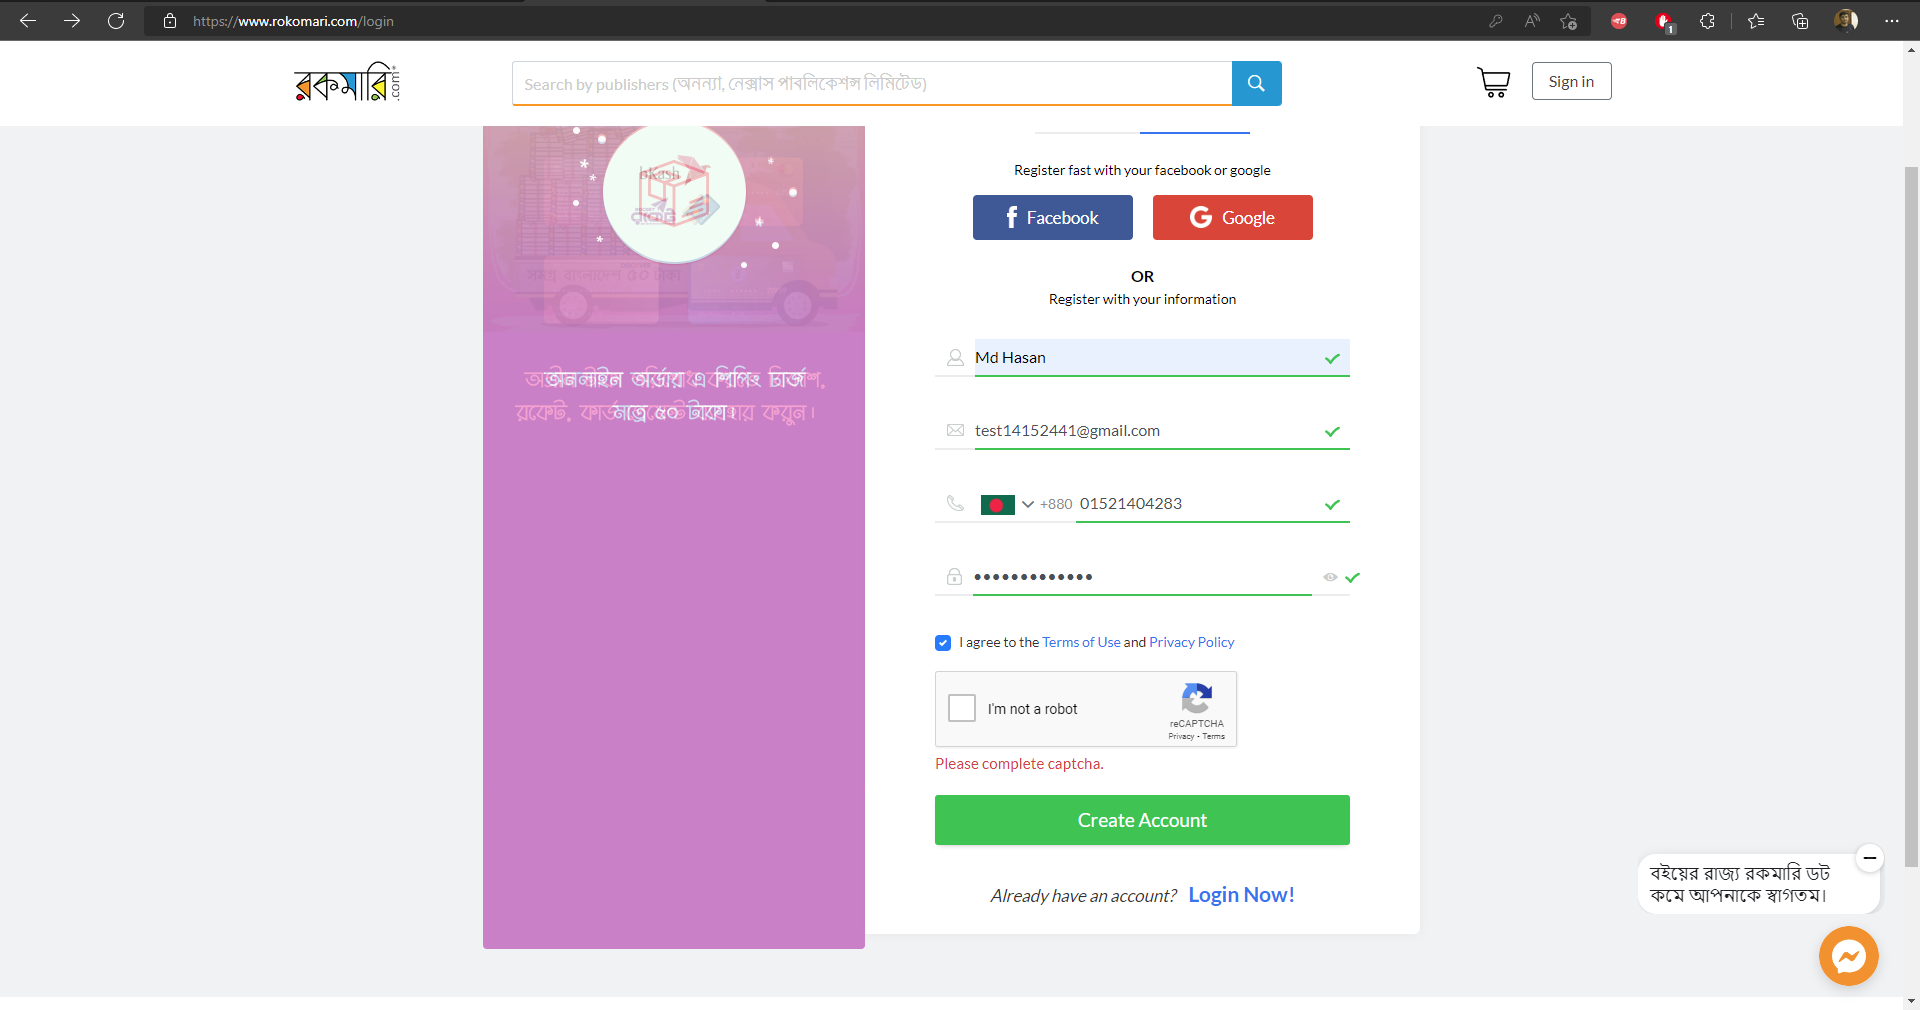 https://www.rokomari.com/login
1
রকমারি
.com
Search by publishers (অনন্যা, নেক্সাস পাবলিকেশন্স লিমিটেড)
Sign in
Register fast with your facebook or google
bKash
Facebook
Google
সমগ্র বাংলাদেশ ৫০ টাকা
OR
Register with your information
Md Hasan
অনলাইন অর্ডার এ শিপিং চার্জ
মাত্রে ৫০ টাকা।
test14152441@gmail.com
+880 01521404283
I agree to the Terms of Use and Privacy Policy
I'm not a robot
reCAPTCHA
Privacy - Terms
Please complete captcha.
Create Account
Already have an account? Login Now!
বইয়ের রাজ্য রকমারি ডট
কমে আপনাকে স্বাগতম।